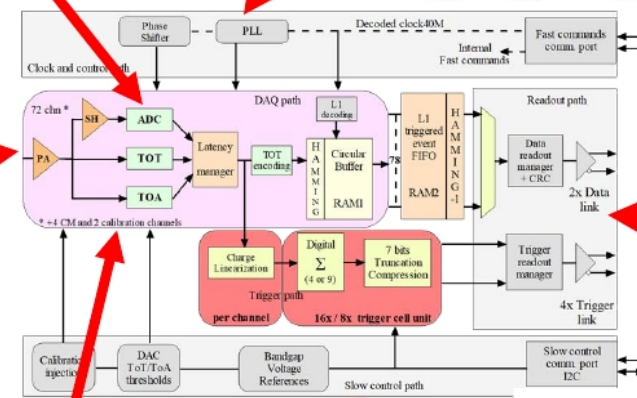 Phase
Shifter
PLL
Decoded clock40M
Internal
Fast commands
Fast commands
comm. port
Clock and control path
72 chn *
DAQ path
SH
ADC
PA
TOT
TOA
Latency
manager
TOT
encoding
L1
decoding
HAMMING
Circular
Buffer
RAM1
78
L1
triggered
event
FIFO
RAM2
HAMMING-1
Readout path
Data
readout
manager
+ CRC
2x Data
link
* +4 CM and 2 calibration channels
Charge
Linearization
Digital
Σ
(4 or 9)
7 bits
Truncation
Compression
Trigger path
per channel
16x / 8x trigger cell unit
Trigger
readout
manager
4x Trigger
link
Calibration
injection
DAC
ToT/ToA
thresholds
Bandgap
Voltage
References
Slow control path
Slow control
comm. port
I2C